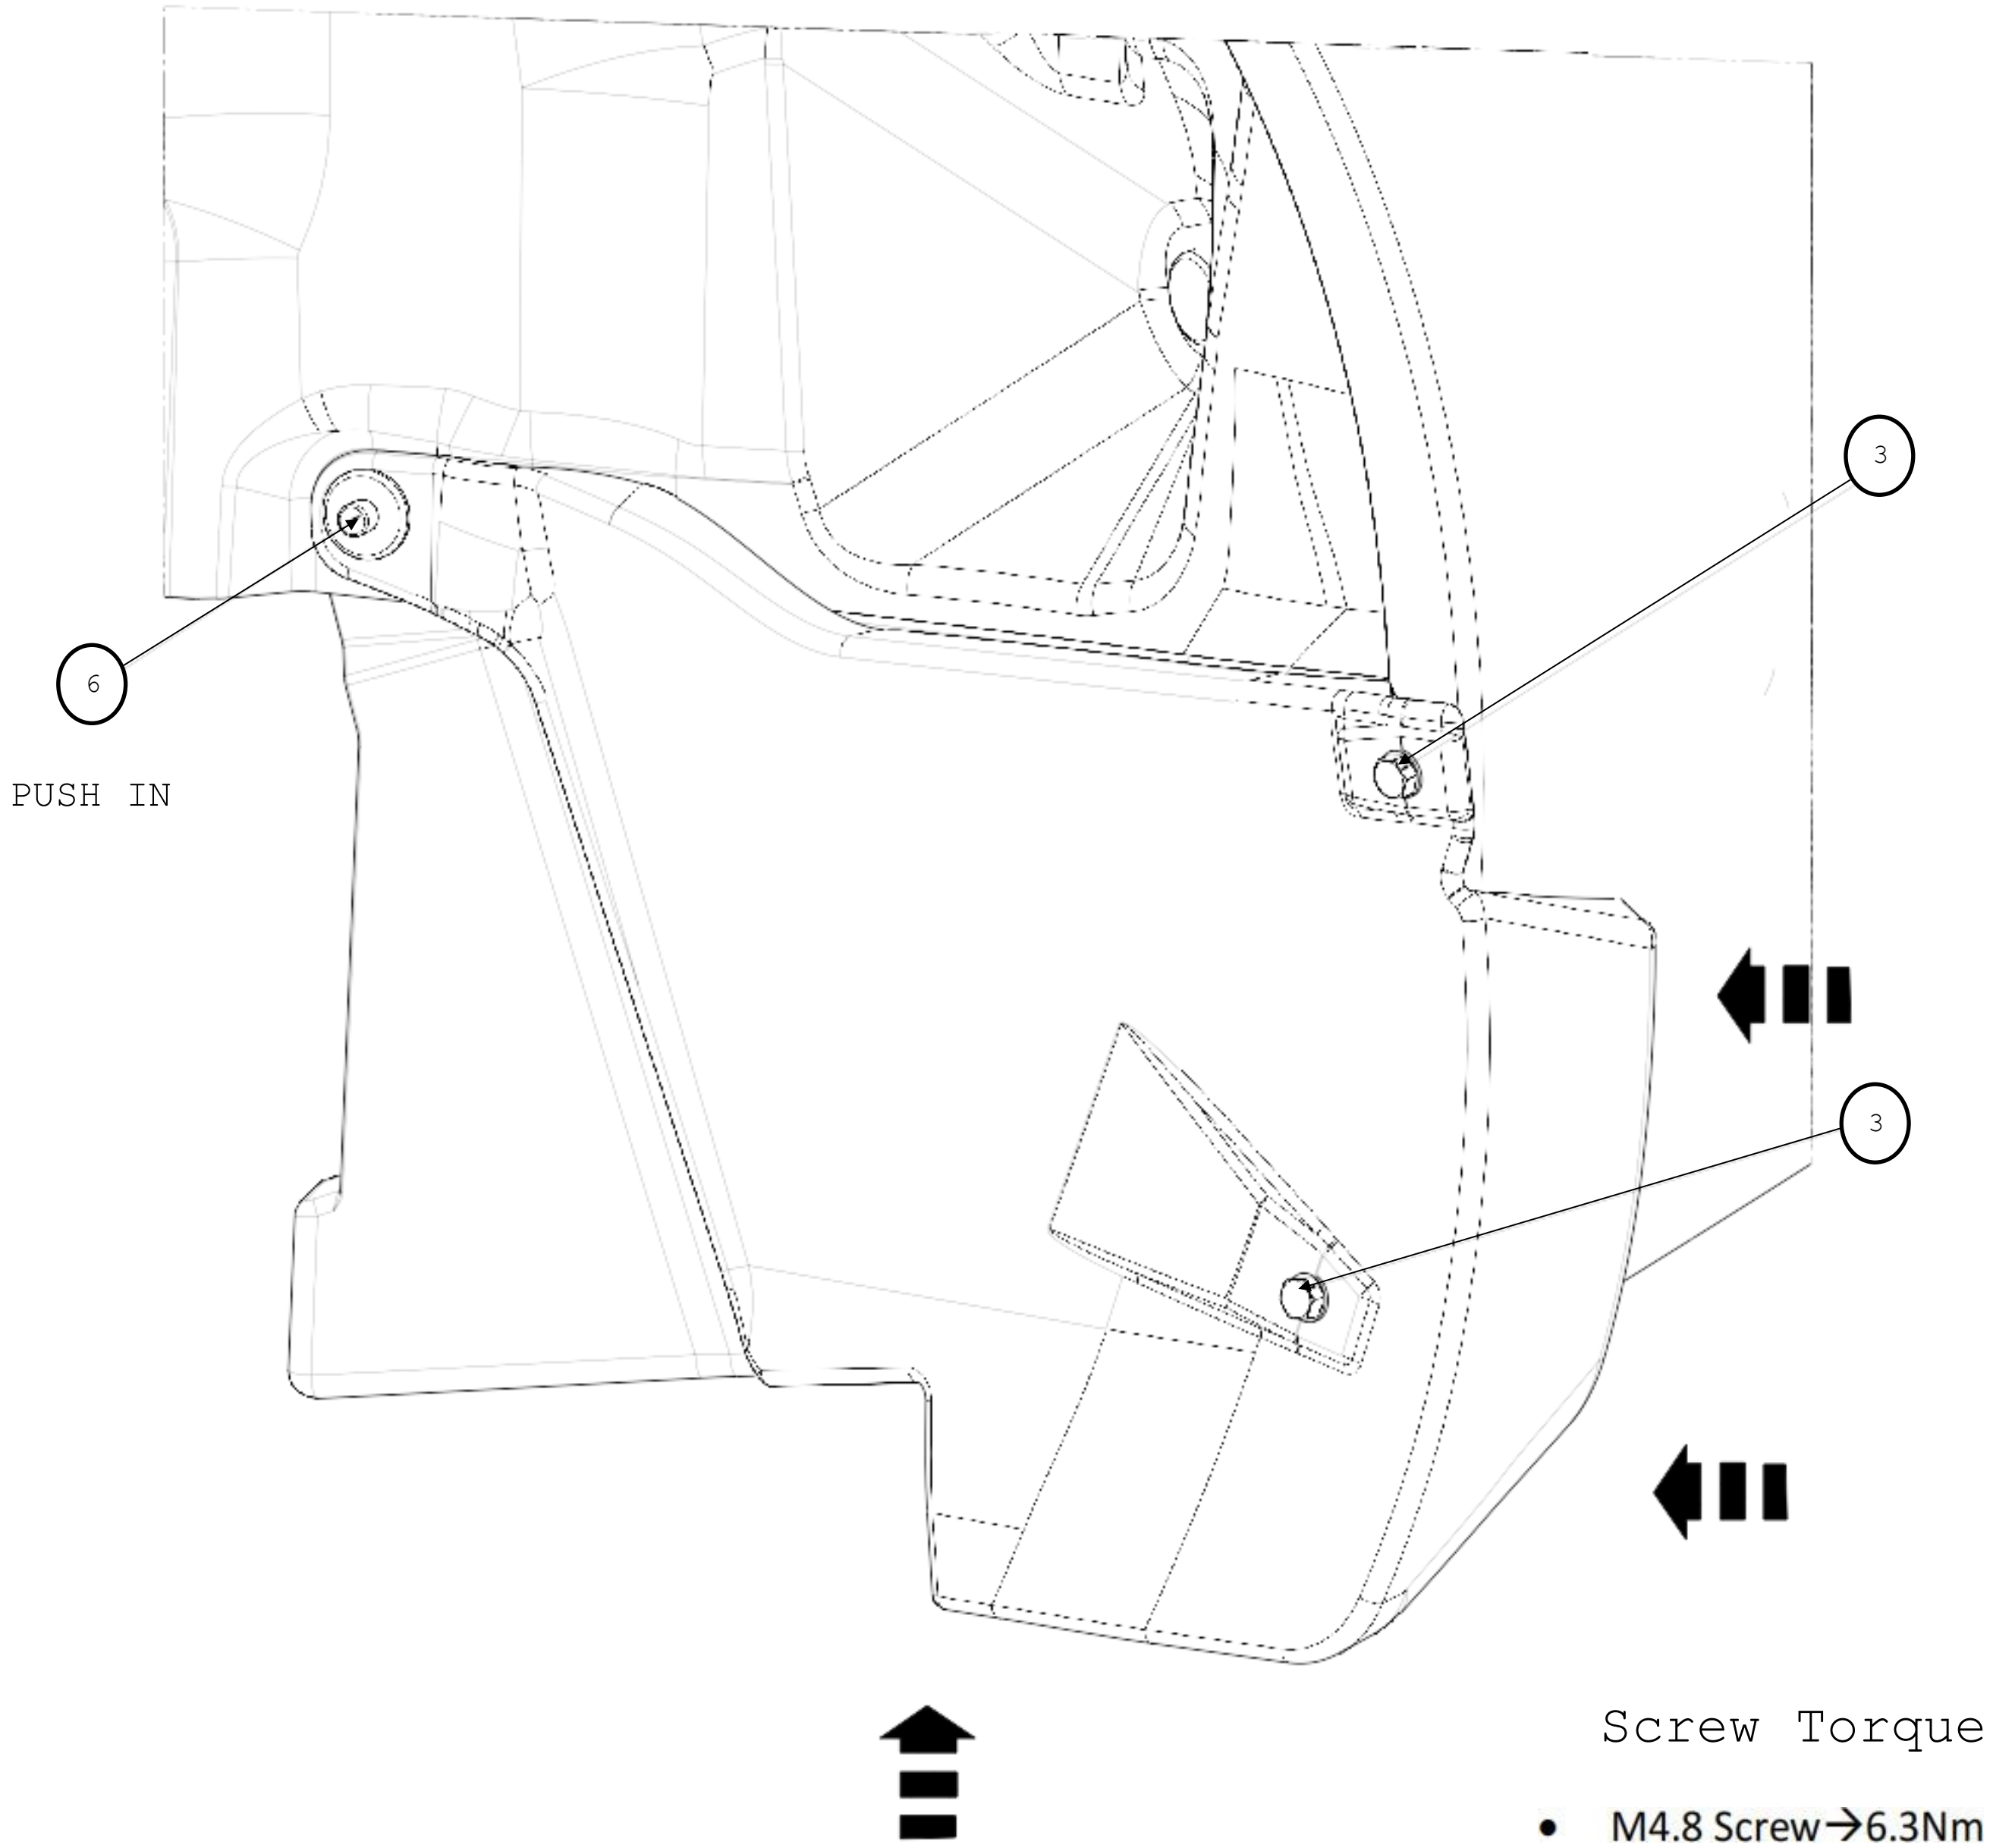 3
6
PUSH IN
3
Screw Torque
• M4.8 Screw→6.3Nm